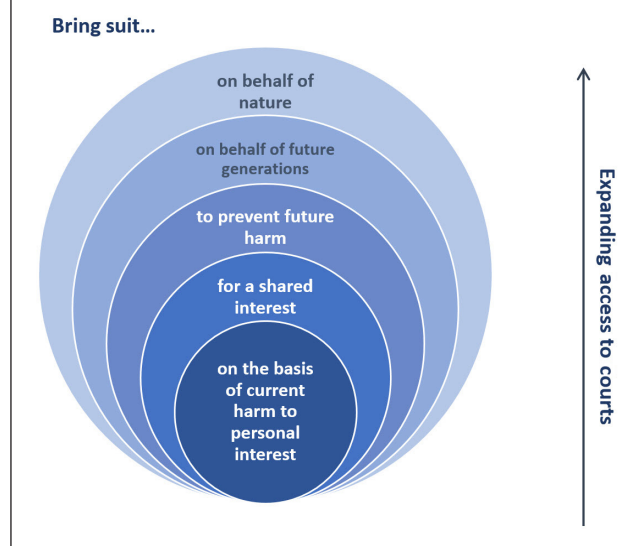 Bring suit...
on behalf of
nature
on behalf of future
generations
to prevent future
harm
for a shared
interest
on the basis
of current
harm to
personal
interest
Expanding access to courts